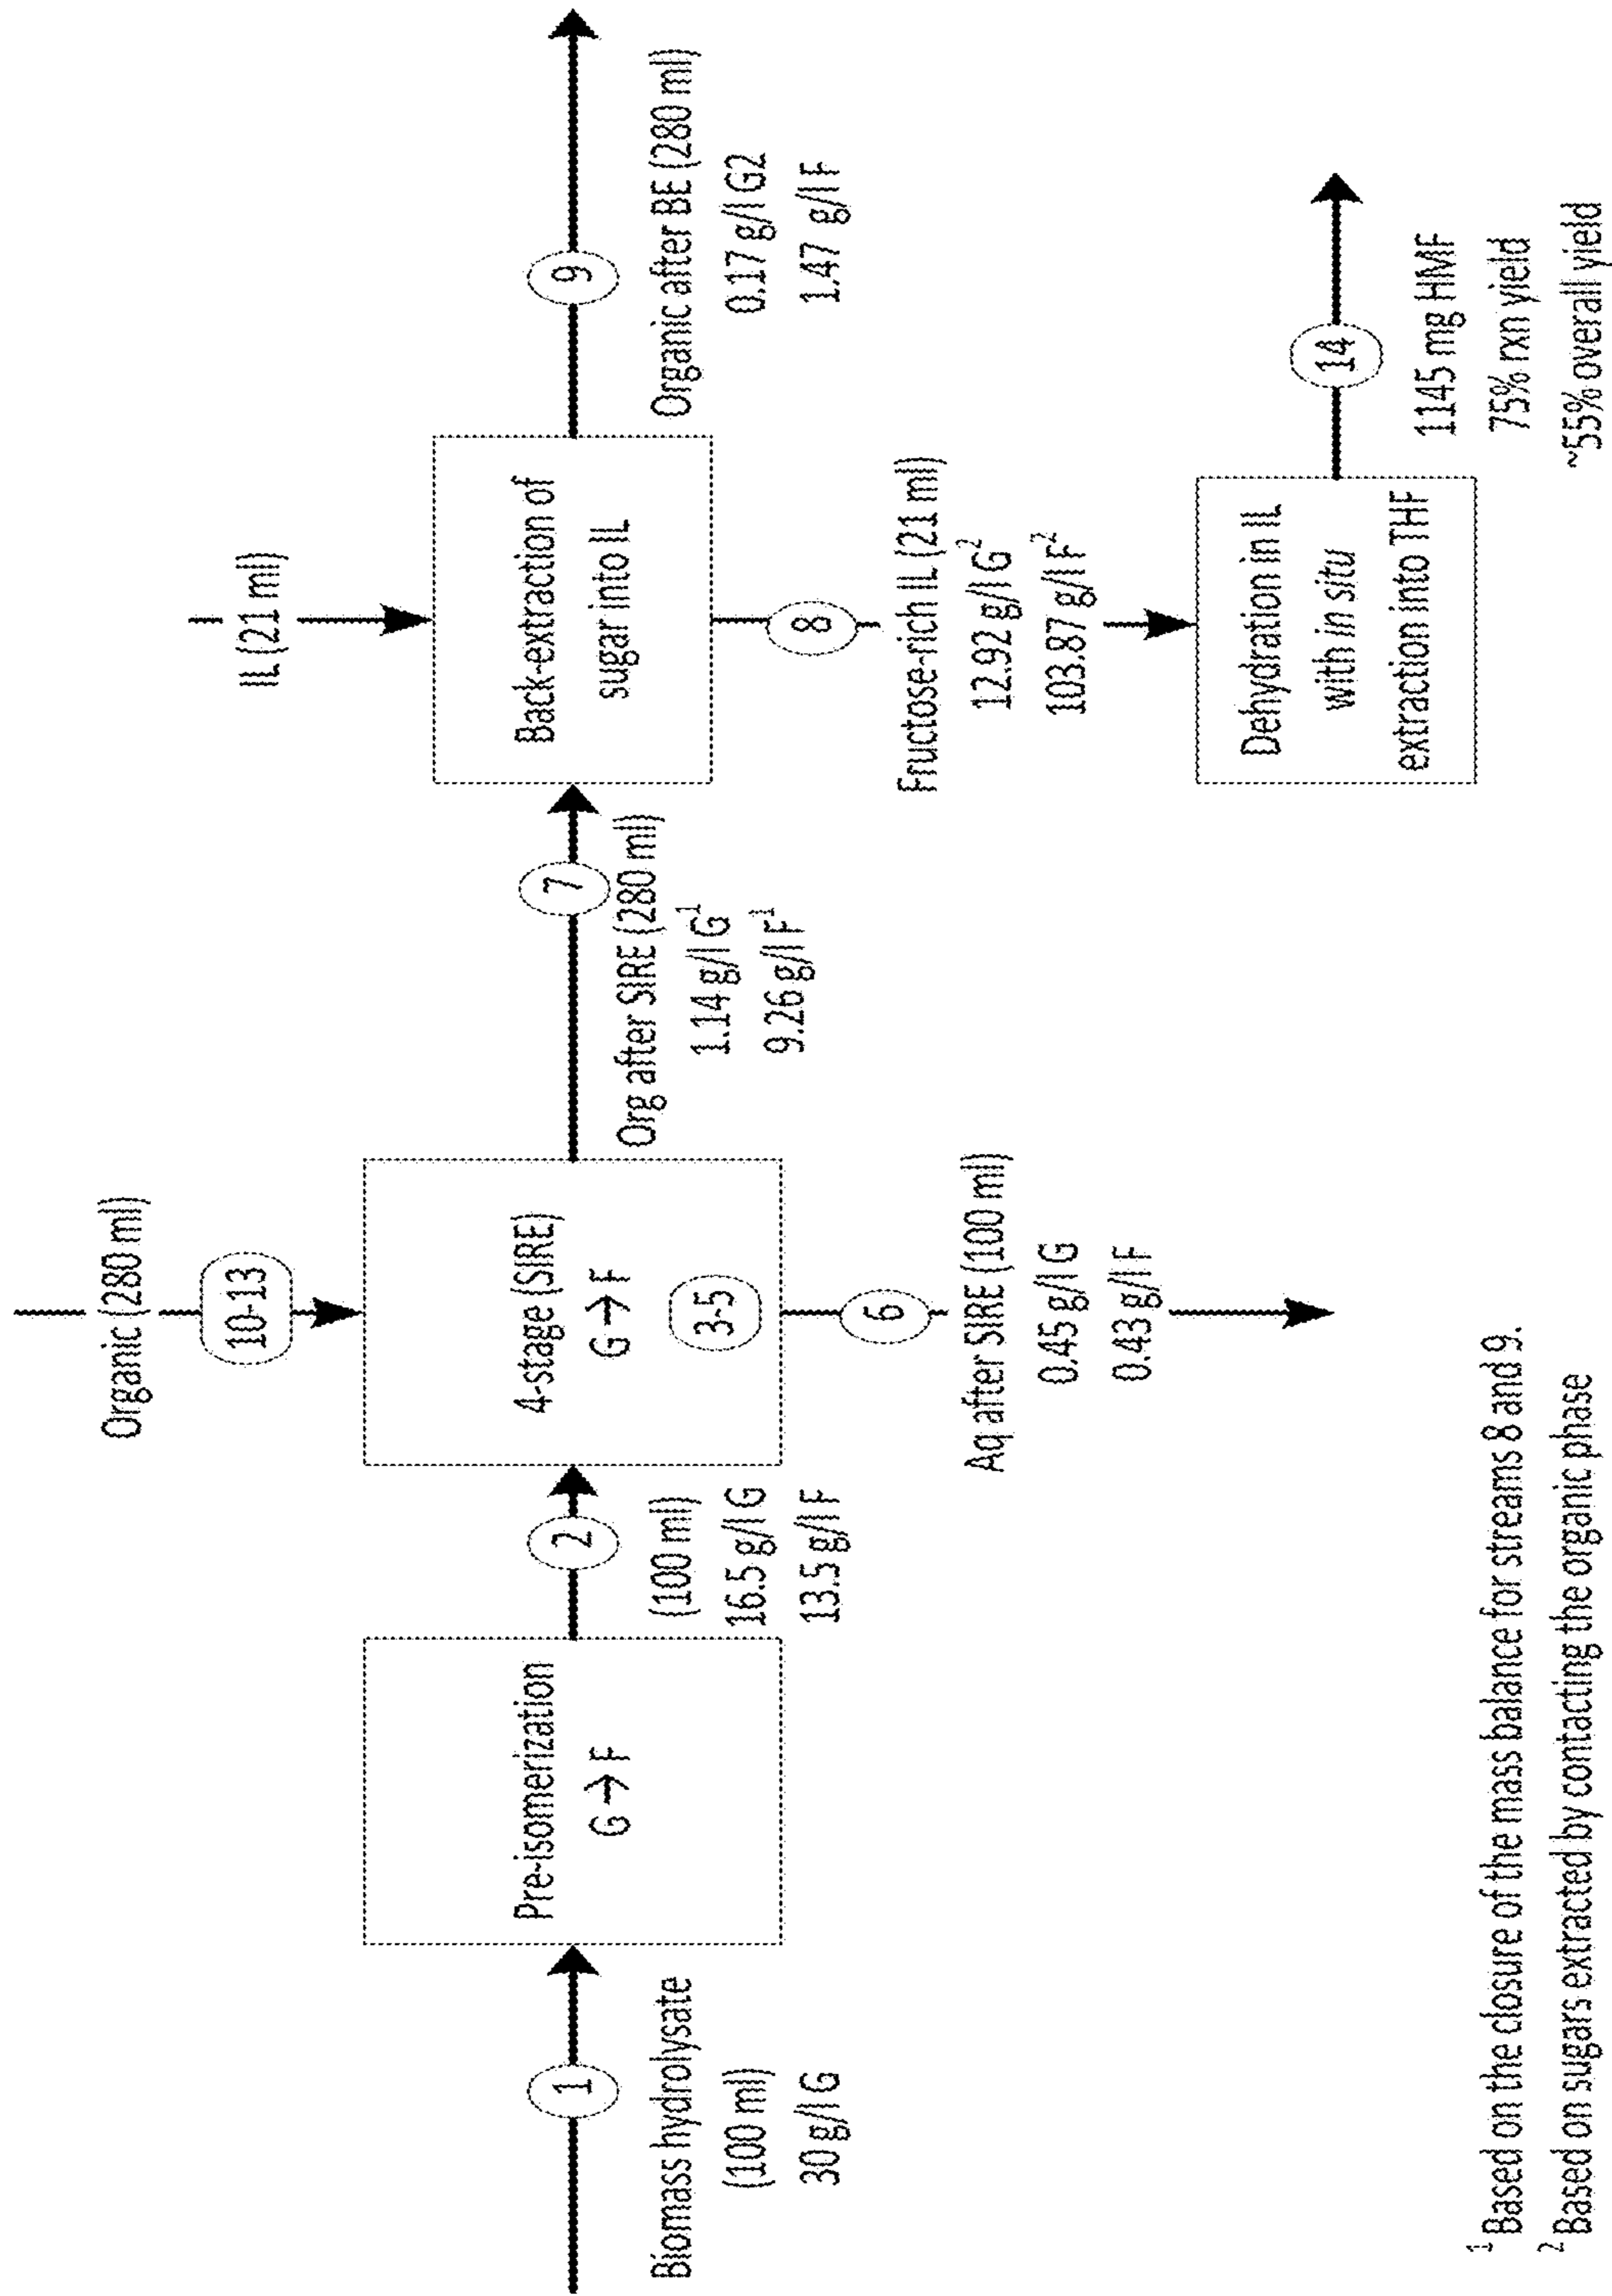 1
Biomass hydrolysate
(100 ml)
30 g/l G
Pre-isomerization
G → F
2
(100 ml)
16.5 g/l G
13.5 g/l F
Organic (280 ml)
10-13
4-stage (SIRE)
G → F
3-5
6
Aq after SIRE (100 ml)
0.45 g/l G
0.43 g/l F
7
Org after SIRE (280 ml)
1.14 g/l G¹
9.26 g/l F¹
IL (21 ml)
Back-extraction of
sugar into IL
8
Fructose-rich IL (21 ml)
12.92 g/l G²
103.87 g/l F²
9
Organic after BE (280 ml)
0.17 g/l G2
1.47 g/l F
Dehydration in IL
with in situ
extraction into THF
14
1145 mg HMF
75% rxn yield
~55% overall yield
¹ Based on the closure of the mass balance for streams 8 and 9.
² Based on sugars extracted by contacting the organic phase